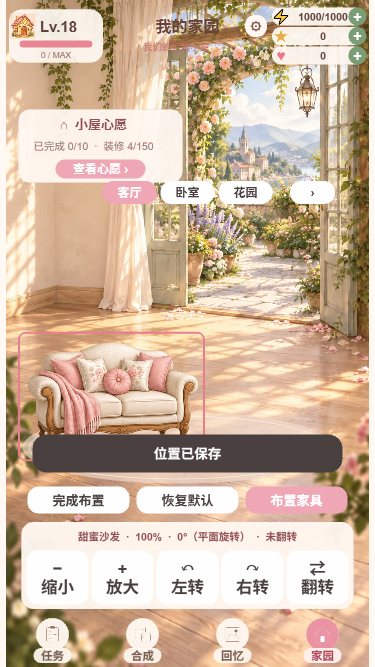 Lv.18
0 / MAX
我的家园
1000/1000
0
0
小屋心愿
已完成 0/10 · 装修 4/150
查看心愿 ›
客厅
卧室
花园
›
位置已保存
完成布置
恢复默认
布置家具
甜蜜沙发 · 100% · 0°（平面旋转） · 未翻转
缩小
放大
左转
右转
翻转
任务
合成
回忆
家园